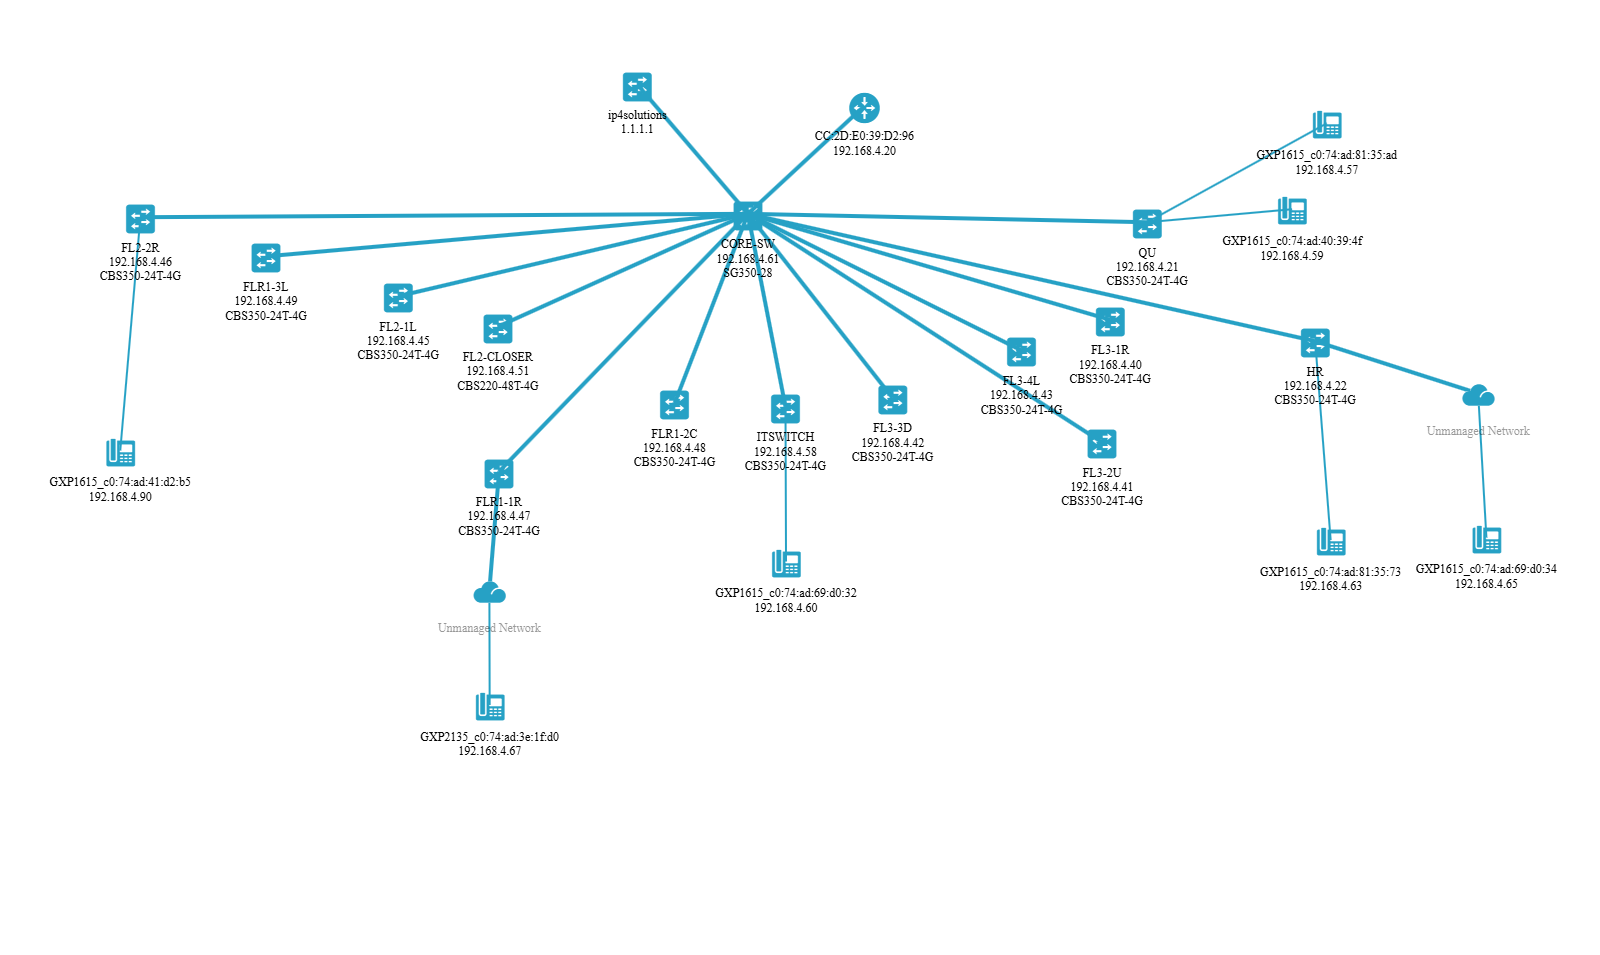 ip4solutions
1.1.1.1
CC:2D:E0:39:D2:96
192.168.4.20
GXP1615_c0:74:ad:81:35:ad
192.168.4.57
FL2-2R
192.168.4.46
CBS350-24T-4G
CORE-SW
192.168.4.61
SG350-28
QU
192.168.4.21
CBS350-24T-4G
GXP1615_c0:74:ad:40:39:4f
192.168.4.59
FLR1-3L
192.168.4.49
CBS350-24T-4G
FL2-1L
192.168.4.45
CBS350-24T-4G
FL2-CLOSER
192.168.4.51
CBS220-48T-4G
FL3-4L
192.168.4.43
CBS350-24T-4G
FL3-1R
192.168.4.40
CBS350-24T-4G
HR
192.168.4.22
CBS350-24T-4G
Unmanaged Network
FLR1-2C
192.168.4.48
CBS350-24T-4G
ITSWITCH
192.168.4.58
CBS350-24T-4G
FL3-3D
192.168.4.42
CBS350-24T-4G
FL3-2U
192.168.4.41
CBS350-24T-4G
GXP1615_c0:74:ad:41:d2:b5
192.168.4.90
FLR1-1R
192.168.4.47
CBS350-24T-4G
GXP1615_c0:74:ad:69:d0:32
192.168.4.60
GXP1615_c0:74:ad:81:35:73
192.168.4.63
GXP1615_c0:74:ad:69:d0:34
192.168.4.65
Unmanaged Network
GXP2135_c0:74:ad:3e:1f:d0
192.168.4.67